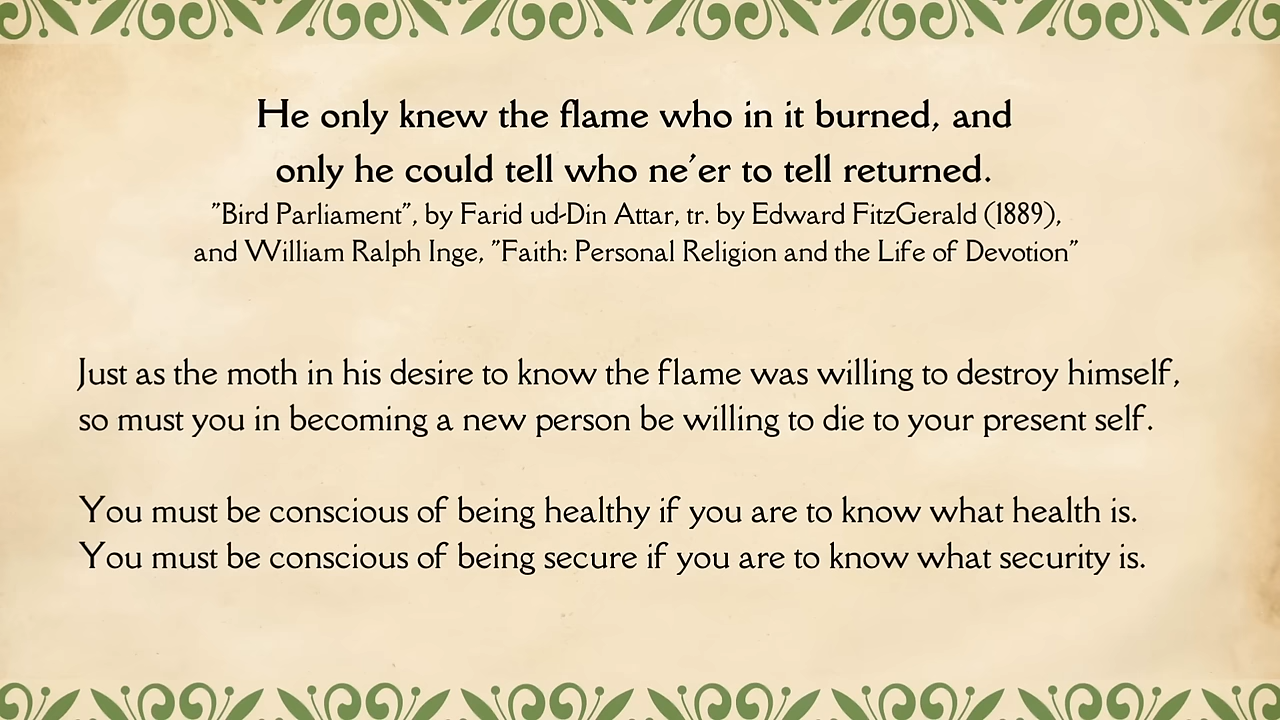 He only knew the flame who in it burned, and
only he could tell who ne'er to tell returned.
"Bird Parliament", by Farid ud-Din Attar, tr. by Edward FitzGerald (1889),
and William Ralph Inge, "Faith: Personal Religion and the Life of Devotion"
Just as the moth in his desire to know the flame was willing to destroy himself,
so must you in becoming a new person be willing to die to your present self.
You must be conscious of being healthy if you are to know what health is.
You must be conscious of being secure if you are to know what security is.